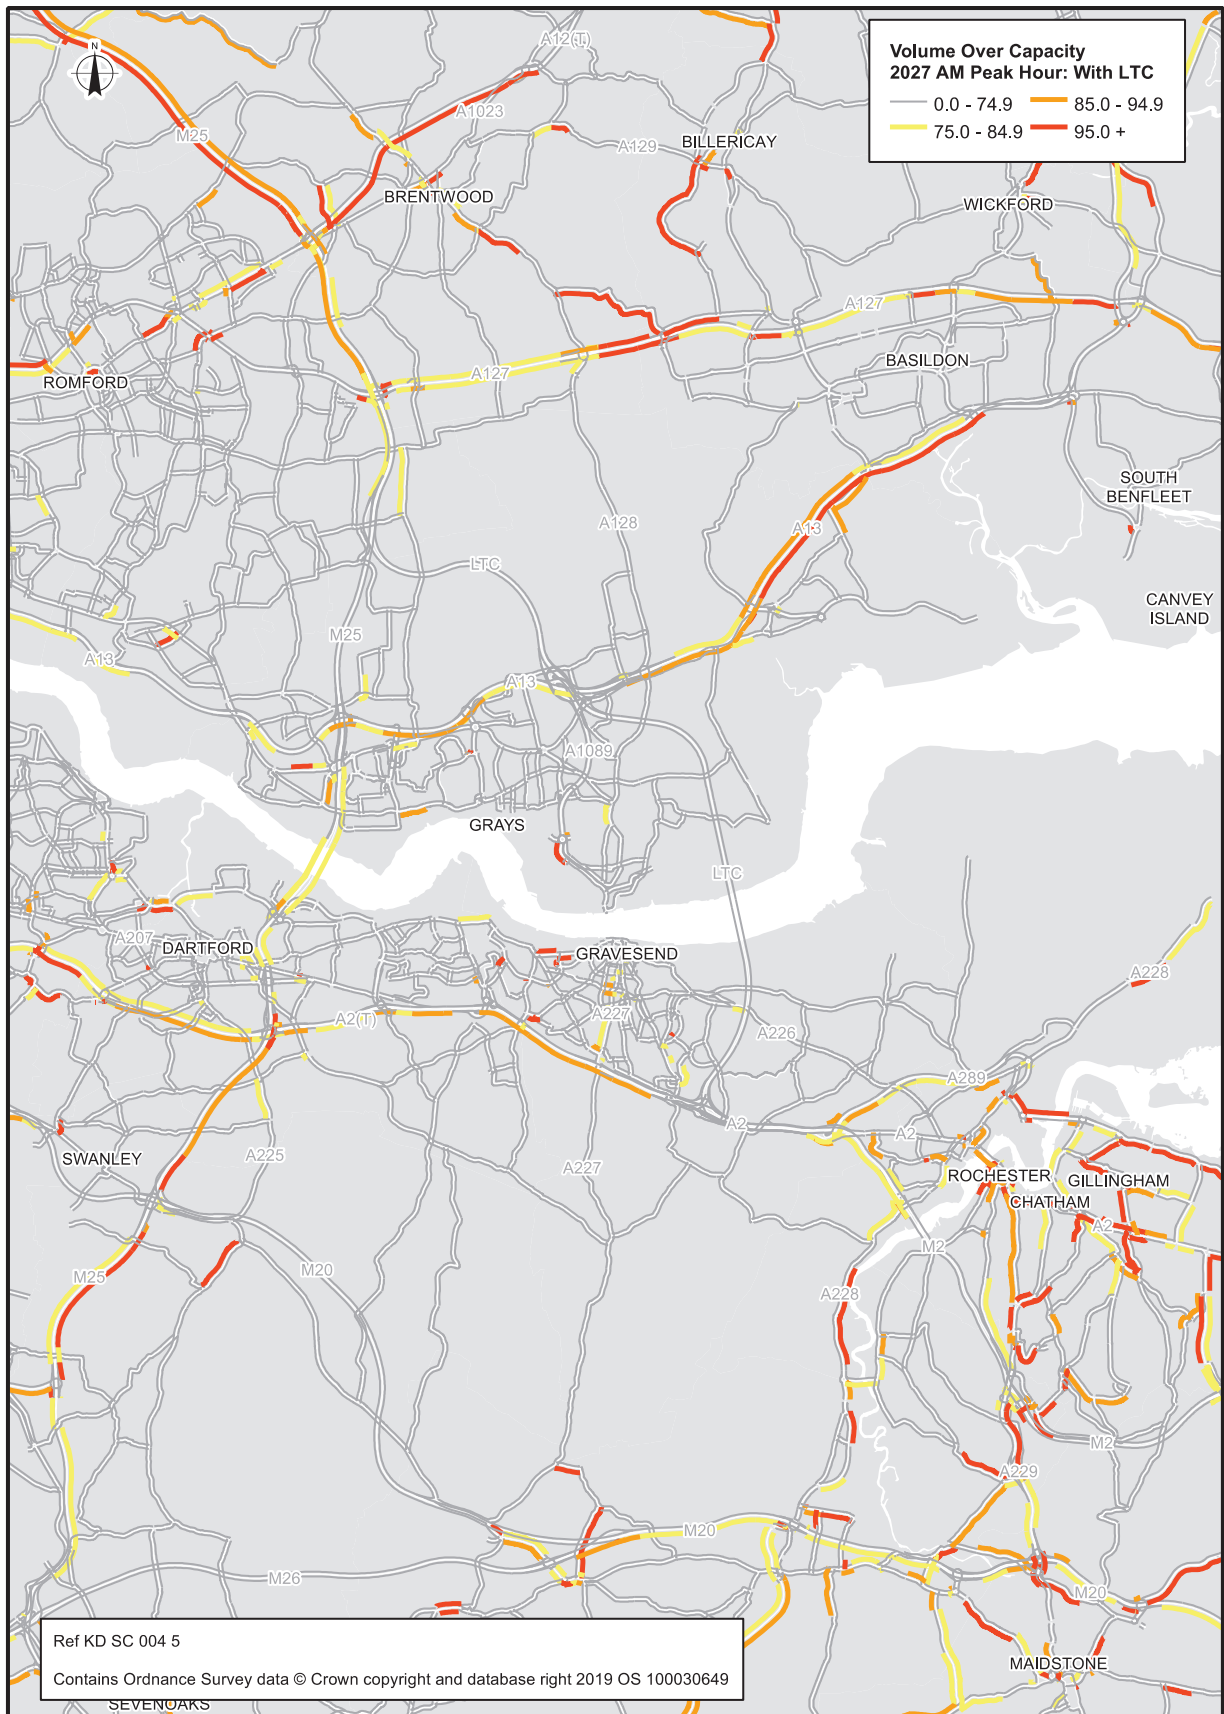 Volume Over Capacity
2027 AM Peak Hour: With LTC
0.0 - 74.9
85.0 - 94.9
75.0 - 84.9
95.0 +
N
A12(T)
A1023
M25
A129
BILLERICAY
BRENTWOOD
WICKFORD
A127
BASILDON
A127
ROMFORD
SOUTH
BENFLEET
A128
A13
LTC
CANVEY
ISLAND
M25
A13
A13
A1089
GRAYS
LTC
A207
DARTFORD
GRAVESEND
A228
A2(T)
A227
A226
A289
A2
A2
SWANLEY
A225
A227
ROCHESTER
GILLINGHAM
CHATHAM
A2
M2
M25
M20
A228
M2
A229
M20
M26
M20
MAIDSTONE
Ref KD SC 004 5
Contains Ordnance Survey data © Crown copyright and database right 2019 OS 100030649
SEVENOAKS